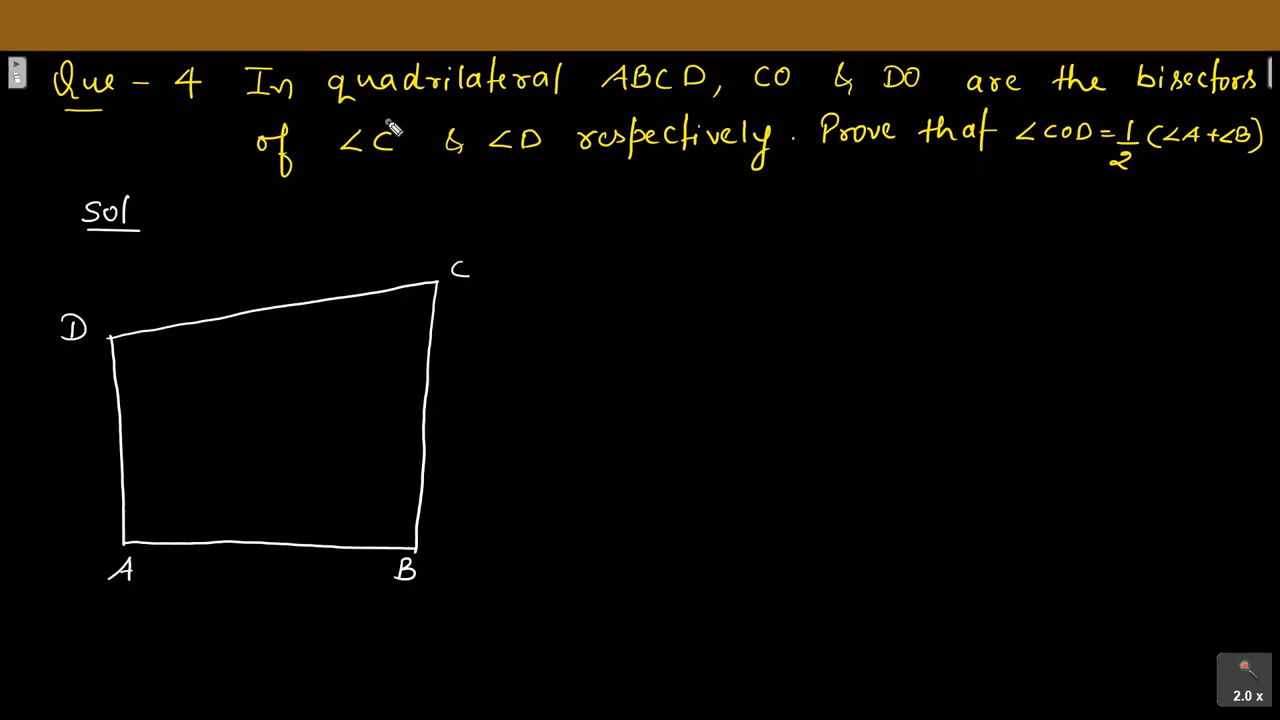 Que - 4 In quadrilateral ABCD, CO & DO are the bisectors
of ∠C & ∠D respectively. Prove that ∠COD = 1/2 (∠A+∠B)
Sol
C
D
A
B
2.0 x